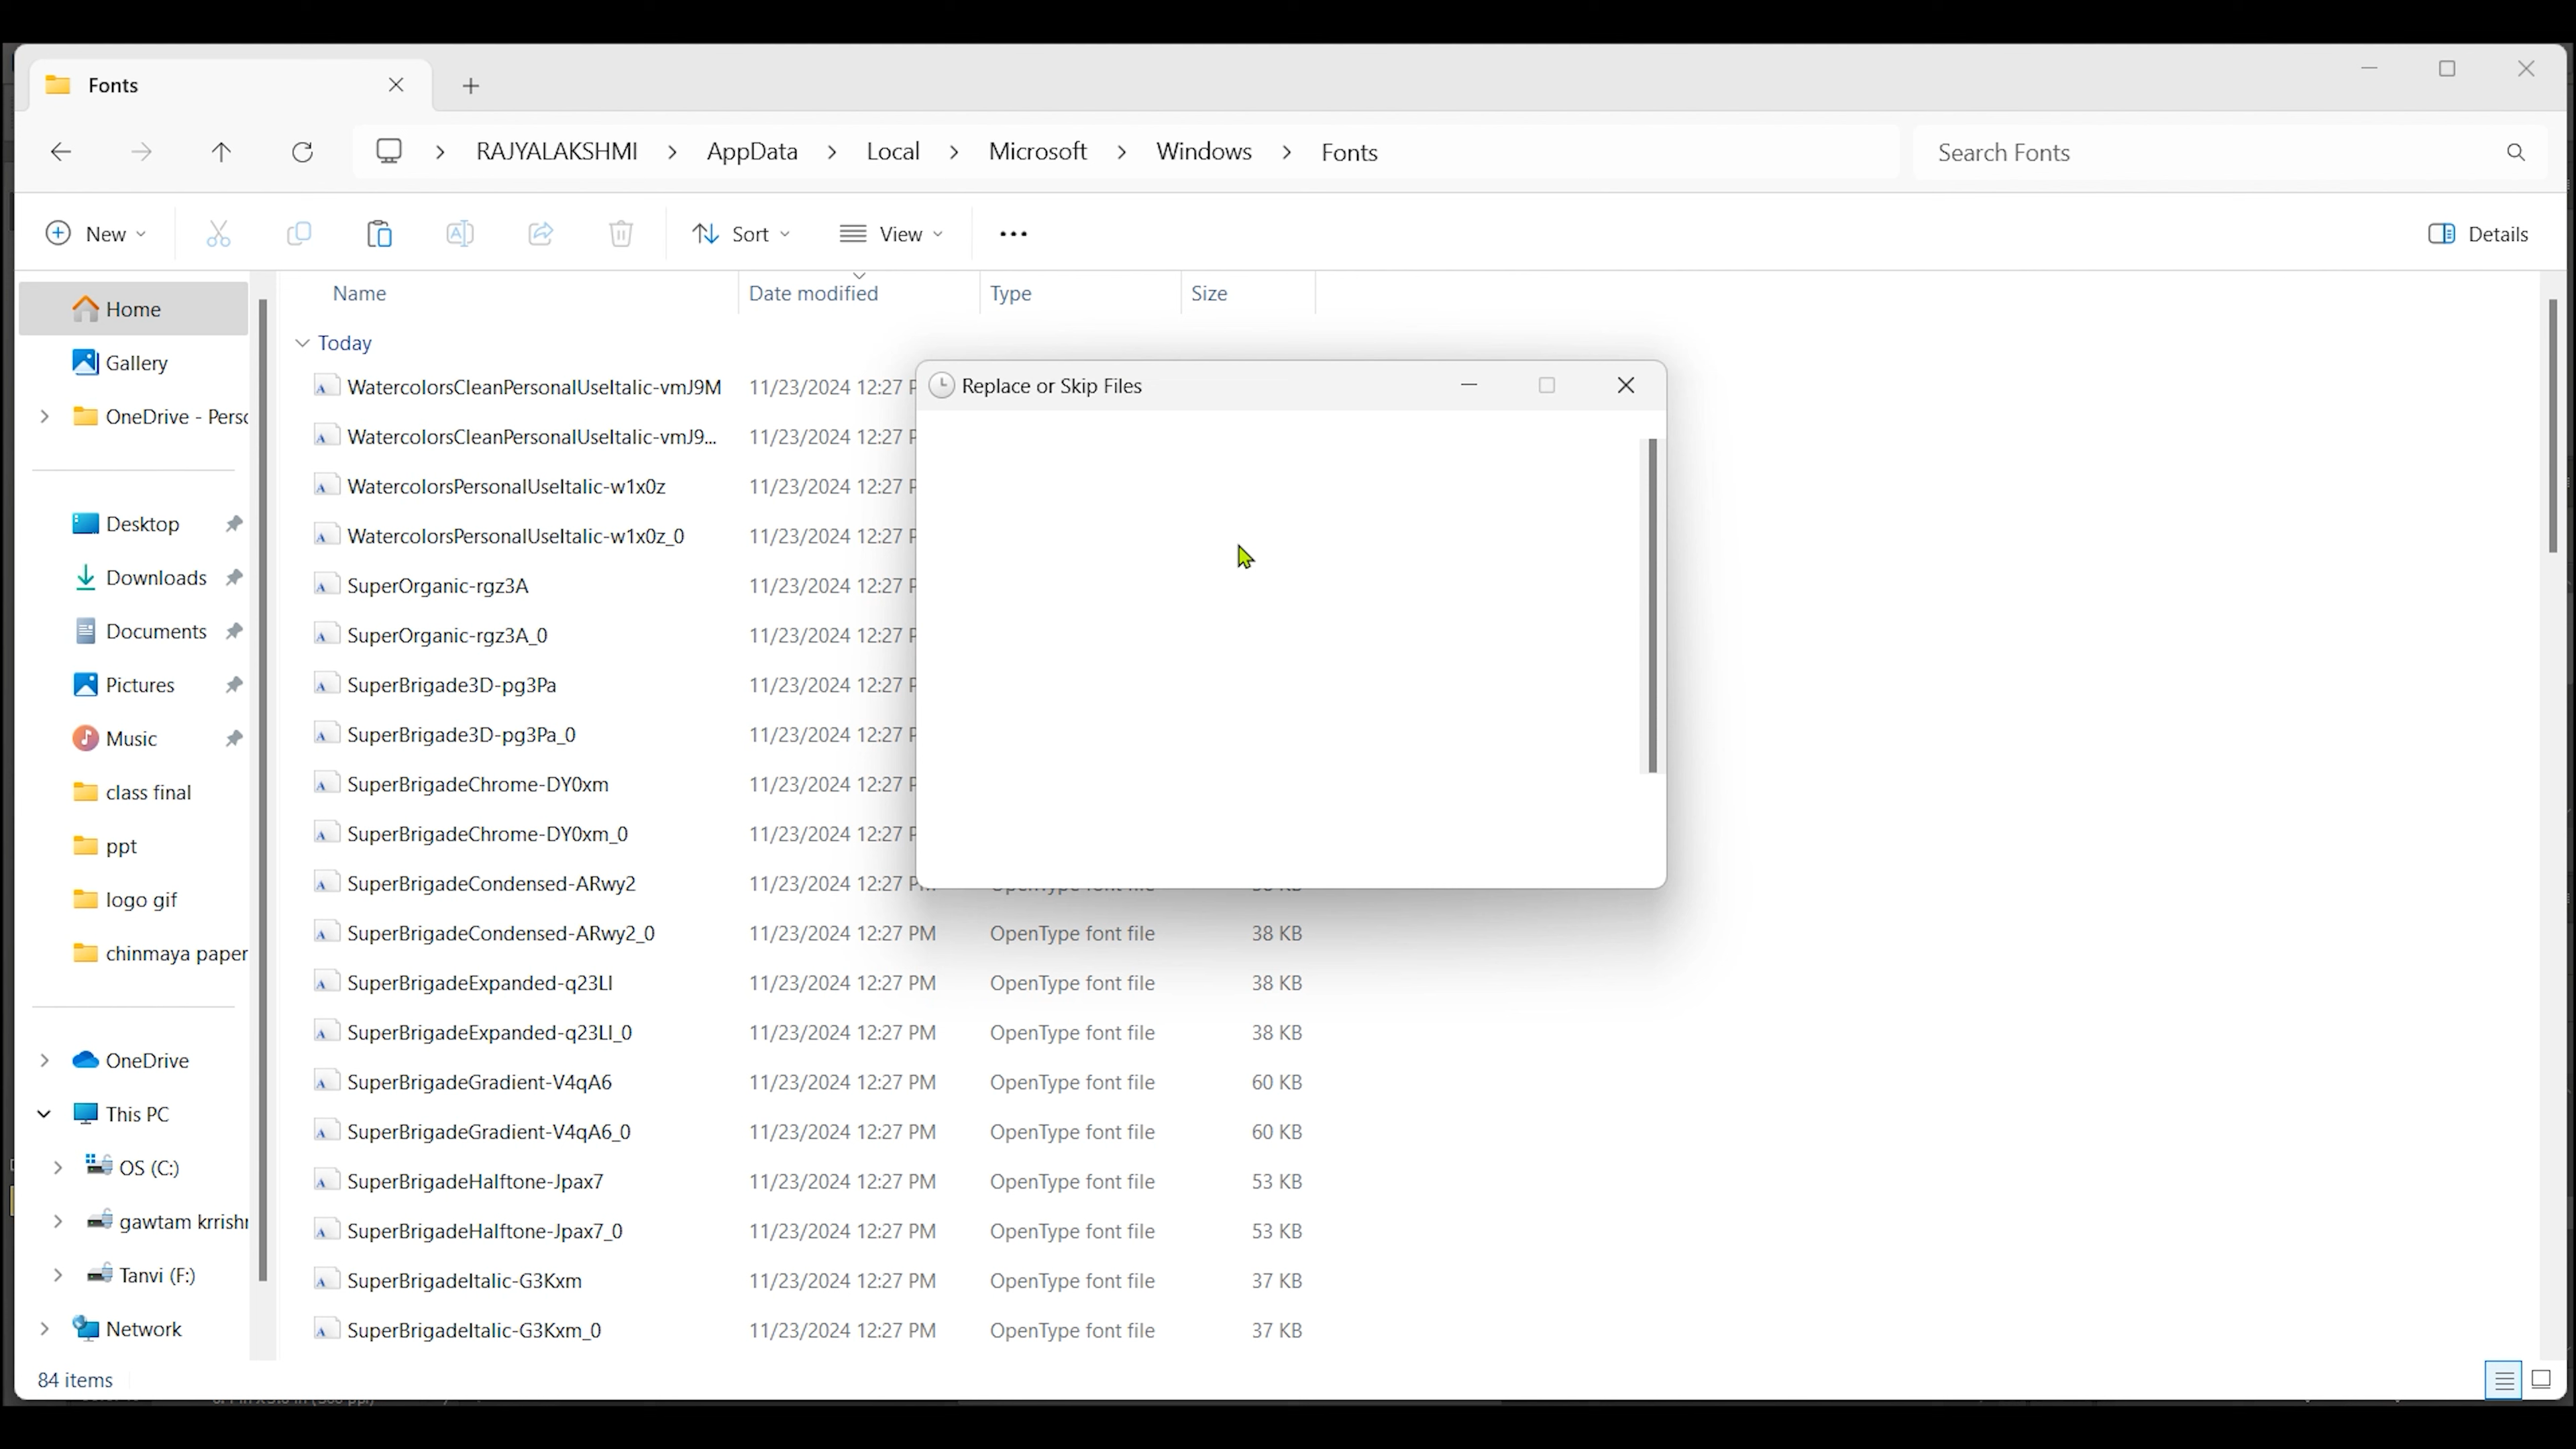 Fonts
RAJYALAKSHMI > AppData > Local > Microsoft > Windows > Fonts
Search Fonts
New
Sort
View
Details
Home
Gallery
OneDrive - Perso
Desktop
Downloads
Documents
Pictures
Music
class final
ppt
logo gif
chinmaya paper
OneDrive
This PC
OS (C:)
gawtam krrishn
Tanvi (F:)
Network
Name Date modified Type Size
Today
WatercolorsCleanPersonalUseItalic-vmJ9M 11/23/2024 12:27 P
WatercolorsCleanPersonalUseItalic-vmJ9... 11/23/2024 12:27 P
WatercolorsPersonalUseItalic-w1x0z 11/23/2024 12:27 P
WatercolorsPersonalUseItalic-w1x0z_0 11/23/2024 12:27 P
SuperOrganic-rgz3A 11/23/2024 12:27 P
SuperOrganic-rgz3A_0 11/23/2024 12:27 P
SuperBrigade3D-pg3Pa 11/23/2024 12:27 P
SuperBrigade3D-pg3Pa_0 11/23/2024 12:27 P
SuperBrigadeChrome-DY0xm 11/23/2024 12:27 P
SuperBrigadeChrome-DY0xm_0 11/23/2024 12:27 P
SuperBrigadeCondensed-ARwy2 11/23/2024 12:27
SuperBrigadeCondensed-ARwy2_0 11/23/2024 12:27 PM OpenType font file 38 KB
SuperBrigadeExpanded-q23LI 11/23/2024 12:27 PM OpenType font file 38 KB
SuperBrigadeExpanded-q23LI_0 11/23/2024 12:27 PM OpenType font file 38 KB
SuperBrigadeGradient-V4qA6 11/23/2024 12:27 PM OpenType font file 60 KB
SuperBrigadeGradient-V4qA6_0 11/23/2024 12:27 PM OpenType font file 60 KB
SuperBrigadeHalftone-Jpax7 11/23/2024 12:27 PM OpenType font file 53 KB
SuperBrigadeHalftone-Jpax7_0 11/23/2024 12:27 PM OpenType font file 53 KB
SuperBrigadeItalic-G3Kxm 11/23/2024 12:27 PM OpenType font file 37 KB
SuperBrigadeItalic-G3Kxm_0 11/23/2024 12:27 PM OpenType font file 37 KB
Replace or Skip Files
84 items